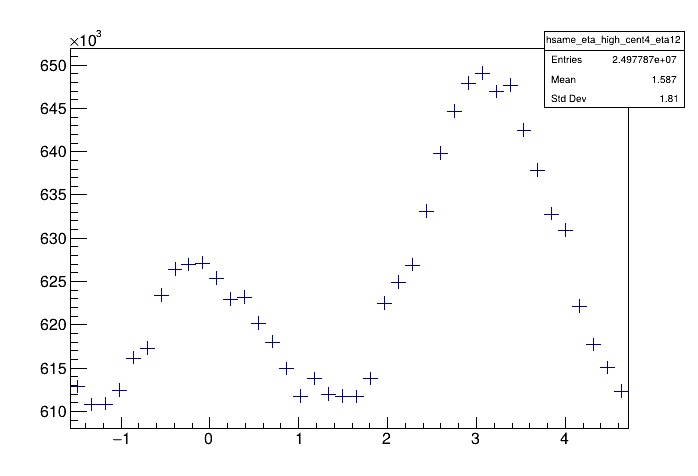 ×10³
hsame_eta_high_cent4_eta12
Entries 2.497787e+07
Mean 1.587
Std Dev 1.81
650
645
640
635
630
625
620
615
610
−1 0 1 2 3 4